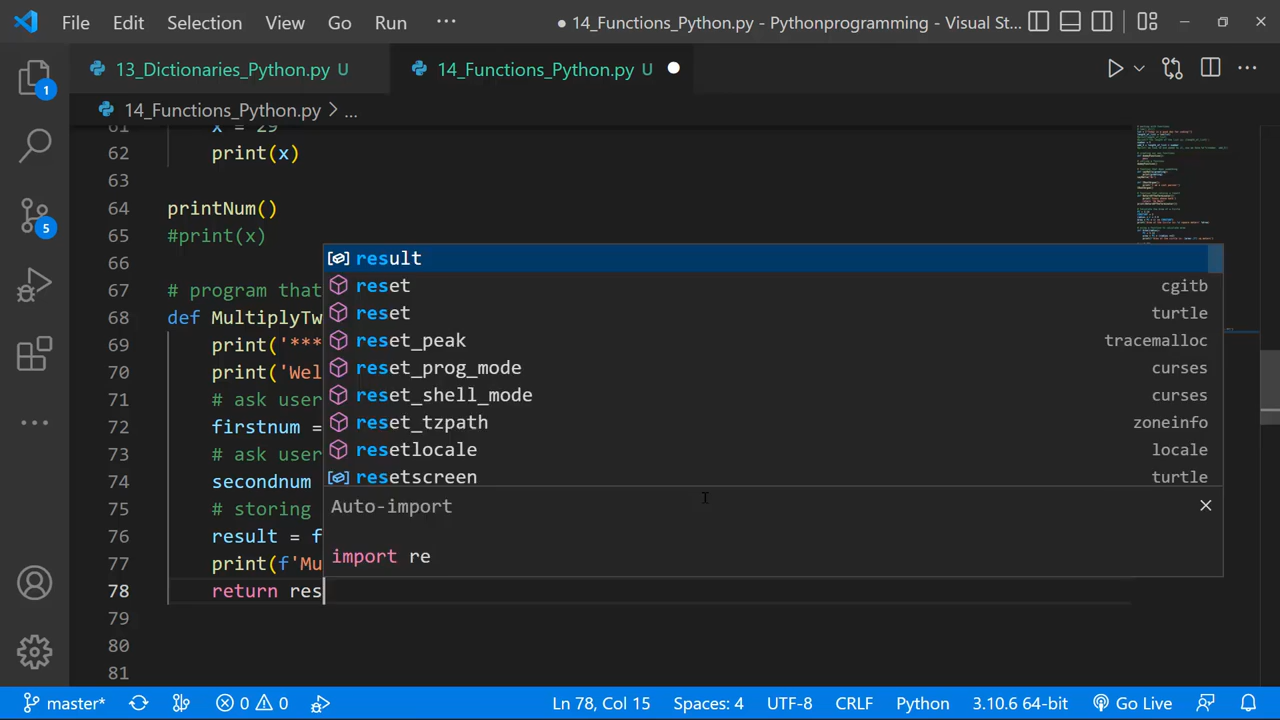 File Edit Selection View Go Run ··· ● 14_Functions_Python.py - Pythonprogramming - Visual St...
13_Dictionaries_Python.py U 14_Functions_Python.py U ●
14_Functions_Python.py > ...
61 x = 29
62 print(x)
63
64 printNum()
65 #print(x)
66
67 # program that
68 def MultiplyTw
69 print('***
70 print('Wel
71 # ask user
72 firstnum =
73 # ask user
74 secondnum
75 # storing
76 result = f
77 print(f'Mu
78 return res
79
80
81
result
reset cgitb
reset turtle
reset_peak tracemalloc
reset_prog_mode curses
reset_shell_mode curses
reset_tzpath zoneinfo
resetlocale locale
resetscreen turtle
Auto-import
import re
1
5
master* 0 0 Ln 78, Col 15 Spaces: 4 UTF-8 CRLF Python 3.10.6 64-bit Go Live